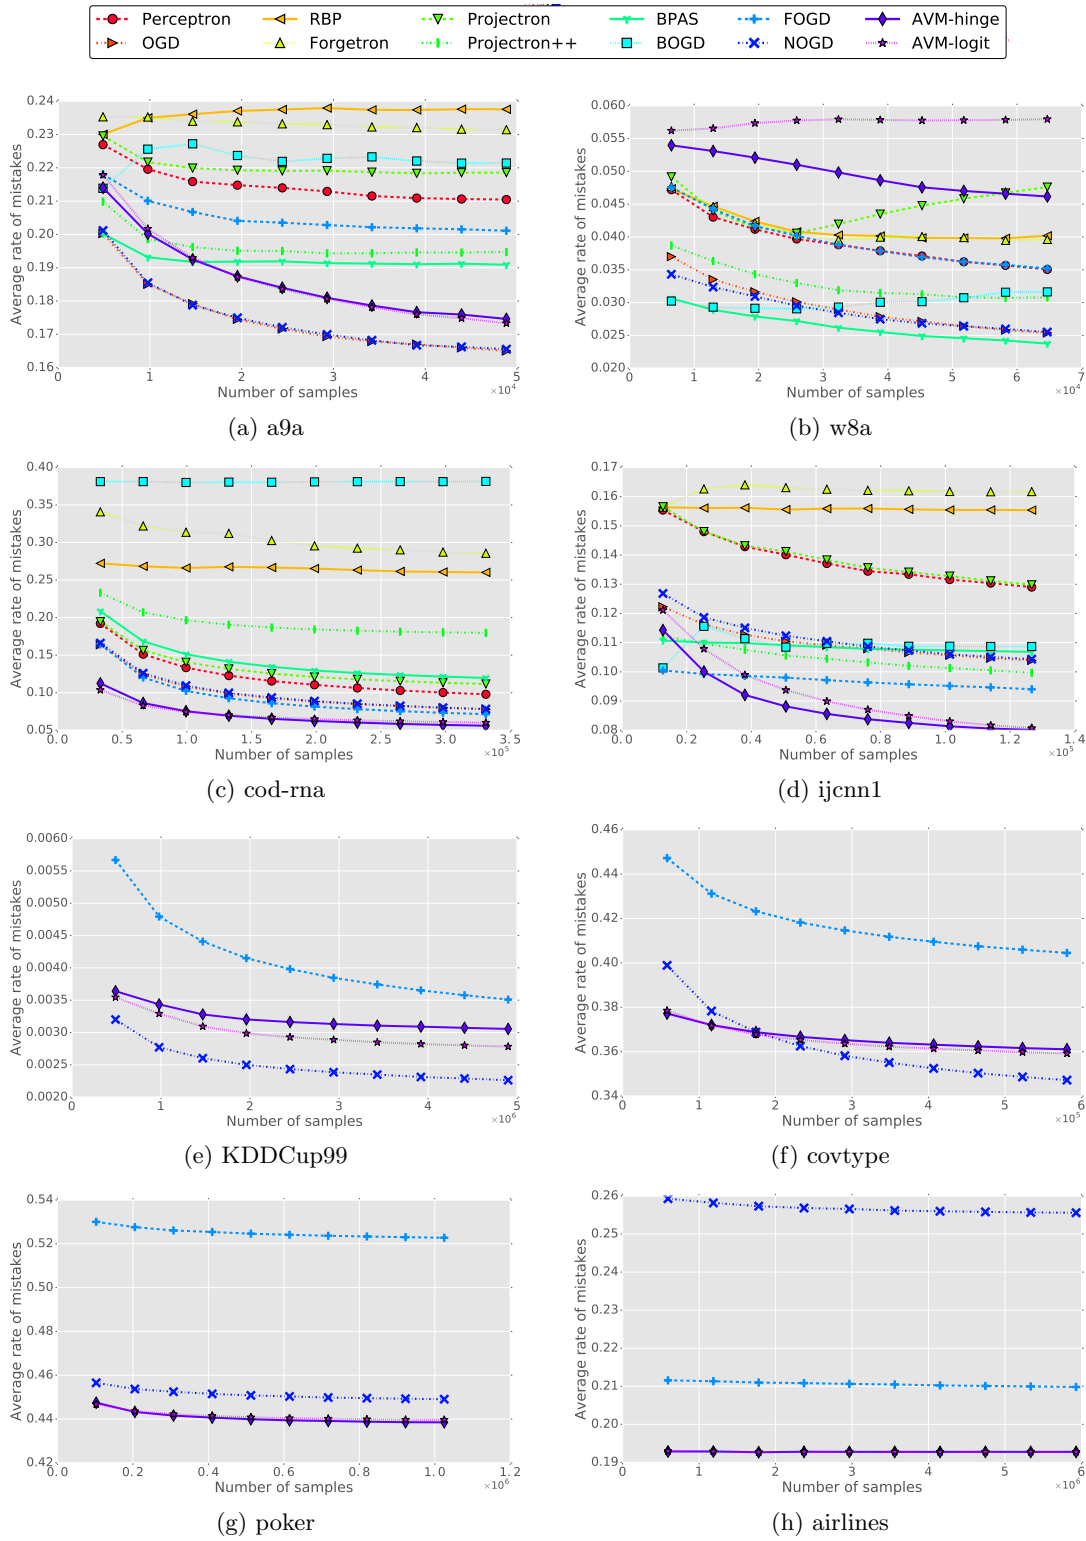 Perceptron RBP Projectron BPAS FOGD AVM-hinge
OGD Forgetron Projectron++ BOGD NOGD AVM-logit
Average rate of mistakes
0.24
0.23
0.22
0.21
0.20
0.19
0.18
0.17
0.16
0 1 2 3 4 5
Number of samples
×10⁴
(a) a9a
Average rate of mistakes
0.060
0.055
0.050
0.045
0.040
0.035
0.030
0.025
0.020
0 1 2 3 4 5 6 7
Number of samples
×10⁴
(b) w8a
Average rate of mistakes
0.40
0.35
0.30
0.25
0.20
0.15
0.10
0.05
0.0 0.5 1.0 1.5 2.0 2.5 3.0 3.5
Number of samples
×10⁵
(c) cod-rna
Average rate of mistakes
0.17
0.16
0.15
0.14
0.13
0.12
0.11
0.10
0.09
0.08
0.0 0.2 0.4 0.6 0.8 1.0 1.2 1.4
Number of samples
×10⁵
(d) ijcnn1
Average rate of mistakes
0.0060
0.0055
0.0050
0.0045
0.0040
0.0035
0.0030
0.0025
0.0020
0 1 2 3 4 5
Number of samples
×10⁶
(e) KDDCup99
Average rate of mistakes
0.46
0.44
0.42
0.40
0.38
0.36
0.34
0 1 2 3 4 5 6
Number of samples
×10⁵
(f) covtype
Average rate of mistakes
0.54
0.52
0.50
0.48
0.46
0.44
0.42
0.0 0.2 0.4 0.6 0.8 1.0 1.2
Number of samples
×10⁶
(g) poker
Average rate of mistakes
0.26
0.25
0.24
0.23
0.22
0.21
0.20
0.19
0 1 2 3 4 5 6
Number of samples
×10⁶
(h) airlines